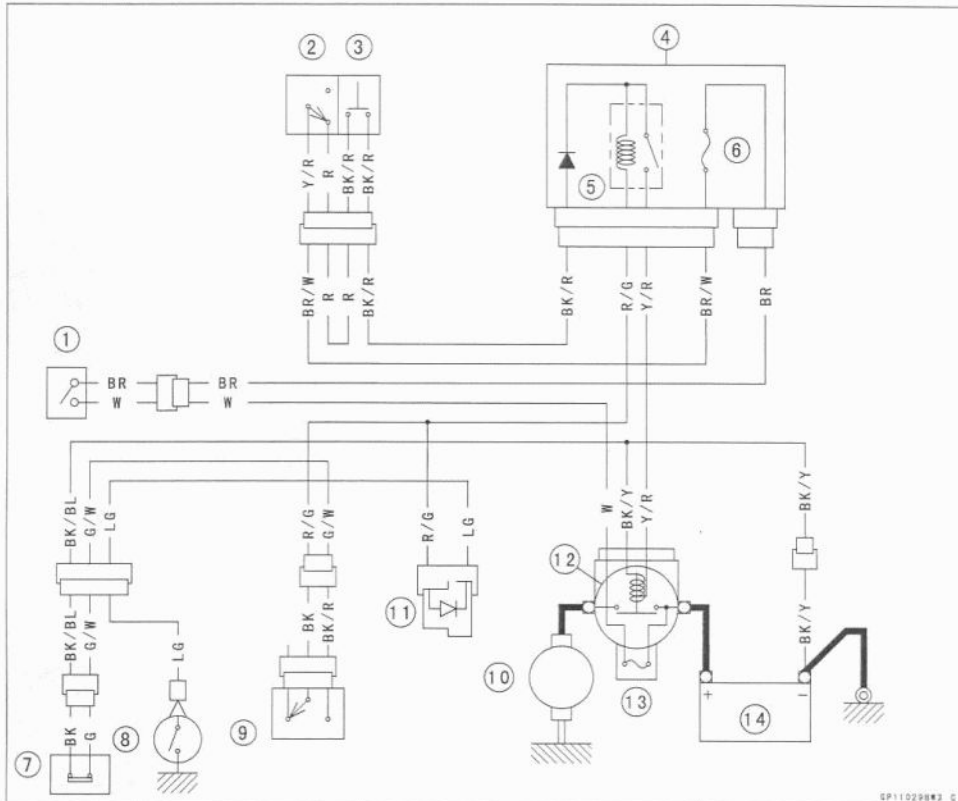 2 3 4
6
5
Y/R R BK/R BK/R
BR/W R R BK/R BK/R R/G Y/R BR/W BR
1
BR BR
W W
BK/BL G/W LG R/G G/W R/G LG W BK/Y Y/R BK/Y
12
11
BK/BL G/W LG BK BK/R BK/Y
10 13
+ -
14
9
8
7
BK G